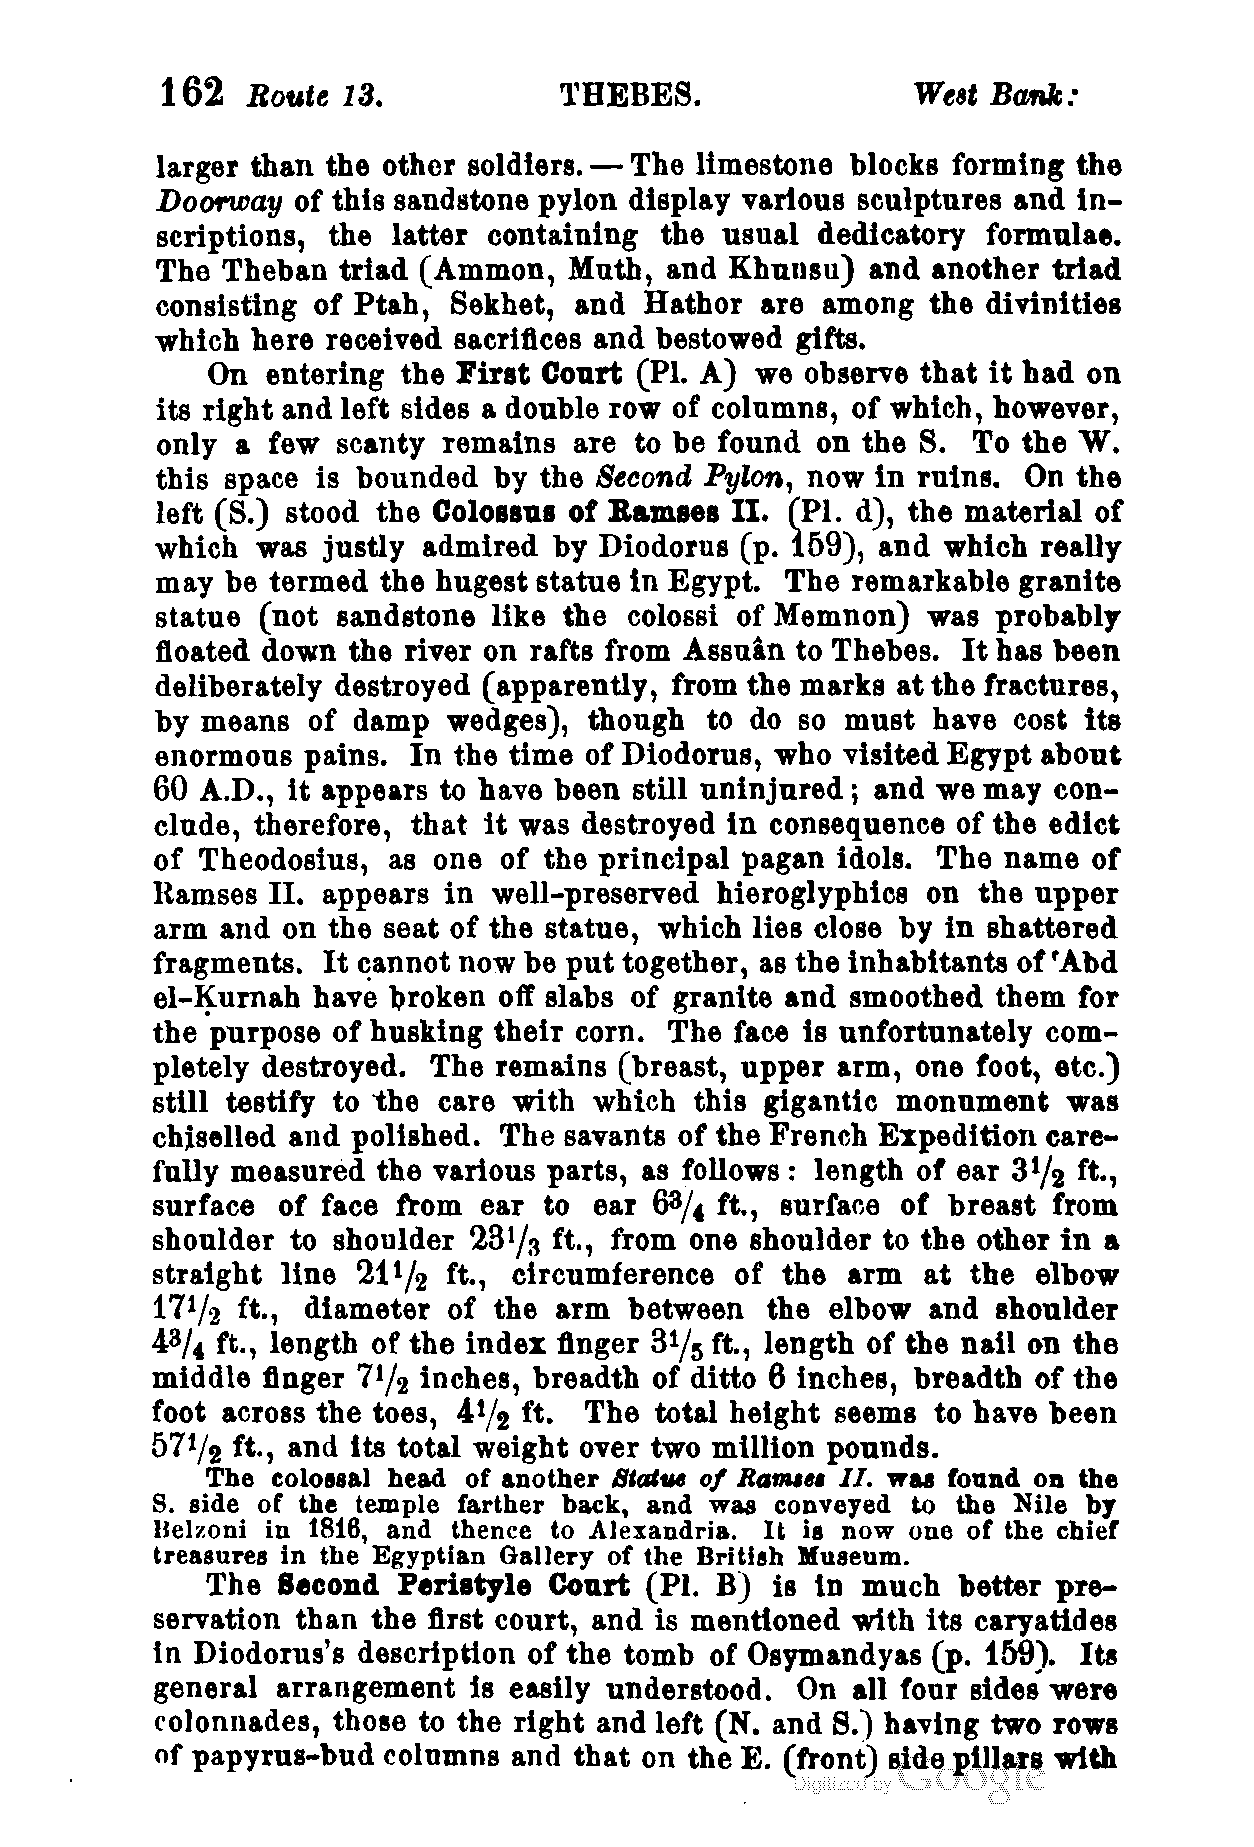 162 Route 13. THEBES. West Bank:
larger than the other soldiers. — The limestone blocks forming the
Doorway of this sandstone pylon display various sculptures and in-
scriptions, the latter containing the usual dedicatory formulae.
The Theban triad (Ammon, Muth, and Khunsu) and another triad
consisting of Ptah, Sekhet, and Hathor are among the divinities
which here received sacrifices and bestowed gifts.
On entering the First Court (Pl. A) we observe that it had on
its right and left sides a double row of columns, of which, however,
only a few scanty remains are to be found on the S. To the W.
this space is bounded by the Second Pylon, now in ruins. On the
left (S.) stood the Colossus of Ramses II. (Pl. d), the material of
which was justly admired by Diodorus (p. 159), and which really
may be termed the hugest statue in Egypt. The remarkable granite
statue (not sandstone like the colossi of Memnon) was probably
floated down the river on rafts from Assuân to Thebes. It has been
deliberately destroyed (apparently, from the marks at the fractures,
by means of damp wedges), though to do so must have cost its
enormous pains. In the time of Diodorus, who visited Egypt about
60 A.D., it appears to have been still uninjured; and we may con-
clude, therefore, that it was destroyed in consequence of the edict
of Theodosius, as one of the principal pagan idols. The name of
Ramses II. appears in well-preserved hieroglyphics on the upper
arm and on the seat of the statue, which lies close by in shattered
fragments. It cannot now be put together, as the inhabitants of 'Abd
el-Ḳurnah have broken off slabs of granite and smoothed them for
the purpose of husking their corn. The face is unfortunately com-
pletely destroyed. The remains (breast, upper arm, one foot, etc.)
still testify to the care with which this gigantic monument was
chiselled and polished. The savants of the French Expedition care-
fully measured the various parts, as follows: length of ear 3 1/2 ft.,
surface of face from ear to ear 6 3/4 ft., surface of breast from
shoulder to shoulder 23 1/3 ft., from one shoulder to the other in a
straight line 21 1/2 ft., circumference of the arm at the elbow
17 1/2 ft., diameter of the arm between the elbow and shoulder
4 3/4 ft., length of the index finger 3 1/5 ft., length of the nail on the
middle finger 7 1/2 inches, breadth of ditto 6 inches, breadth of the
foot across the toes, 4 1/2 ft. The total height seems to have been
57 1/2 ft., and its total weight over two million pounds.
The colossal head of another Statue of Ramses II. was found on the
S. side of the temple farther back, and was conveyed to the Nile by
Belzoni in 1816, and thence to Alexandria. It is now one of the chief
treasures in the Egyptian Gallery of the British Museum.
The Second Peristyle Court (Pl. B) is in much better pre-
servation than the first court, and is mentioned with its caryatides
in Diodorus's description of the tomb of Osymandyas (p. 159). Its
general arrangement is easily understood. On all four sides were
colonnades, those to the right and left (N. and S.) having two rows
of papyrus-bud columns and that on the E. (front) side pillars with
Digitized by Google